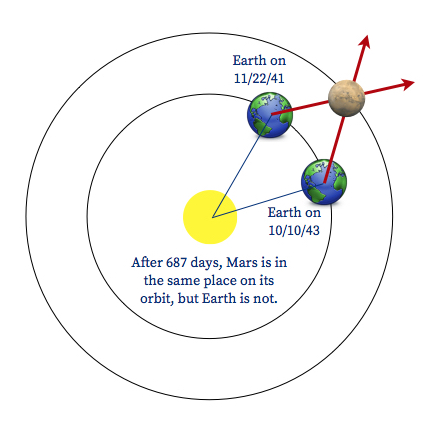 Earth on
11/22/41
Earth on
10/10/43
After 687 days, Mars is in
the same place on its
orbit, but Earth is not.